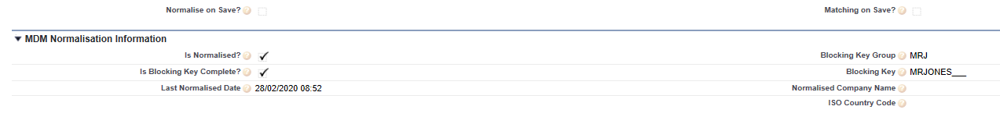 Normalise on Save? Matching on Save?
MDM Normalisation Information
Is Normalised? Blocking Key Group MRJ
Is Blocking Key Complete? Blocking Key MRJONES___
Last Normalised Date 28/02/2020 08:52 Normalised Company Name
ISO Country Code